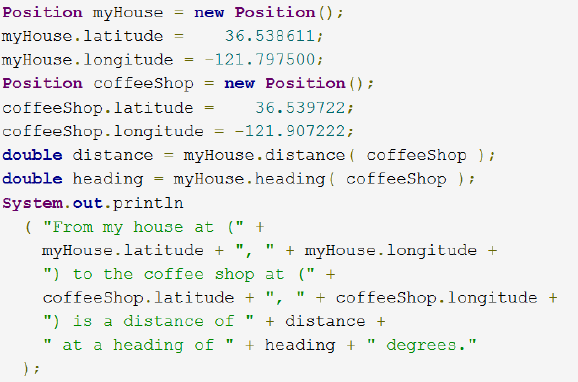 Position myHouse = new Position();
myHouse.latitude =    36.538611;
myHouse.longitude = -121.797500;
Position coffeeShop = new Position();
coffeeShop.latitude =    36.539722;
coffeeShop.longitude = -121.907222;
double distance = myHouse.distance( coffeeShop );
double heading = myHouse.heading( coffeeShop );
System.out.println
  ( "From my house at (" +
    myHouse.latitude + ", " + myHouse.longitude +
    ") to the coffee shop at (" +
    coffeeShop.latitude + ", " + coffeeShop.longitude +
    ") is a distance of " + distance +
    " at a heading of " + heading + " degrees."
  );